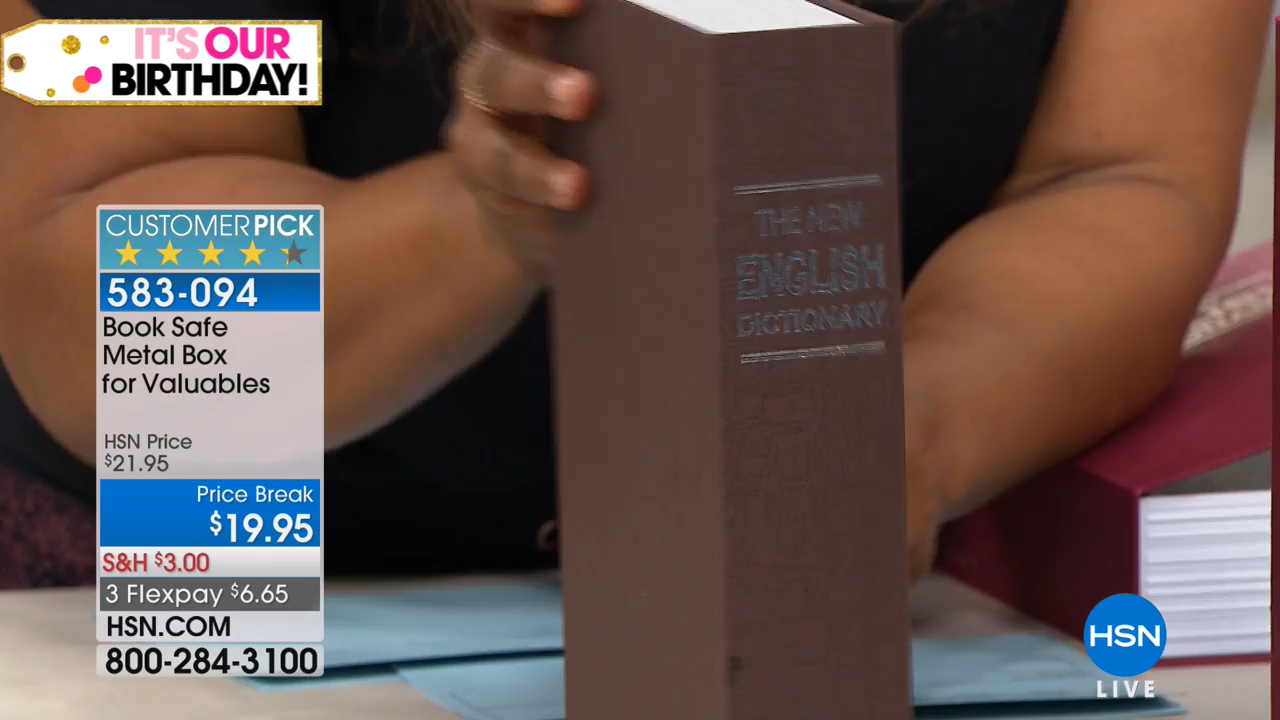 IT'S OUR
BIRTHDAY!
CUSTOMER PICK
583-094
Book Safe
Metal Box
for Valuables
HSN Price
$21.95
Price Break
$19.95
S&H $3.00
3 Flexpay $6.65
HSN.COM
800-284-3100
THE NEW
ENGLISH
DICTIONARY
HSN
LIVE